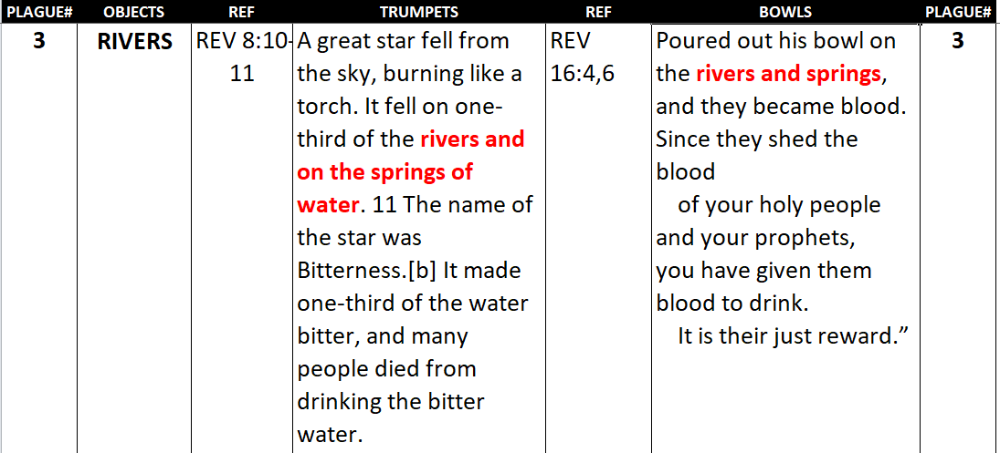 PLAGUE# OBJECTS REF TRUMPETS REF BOWLS PLAGUE#
3
RIVERS
REV 8:10-
11
A great star fell from
the sky, burning like a
torch. It fell on one-
third of the rivers and
on the springs of
water. 11 The name of
the star was
Bitterness.[b] It made
one-third of the water
bitter, and many
people died from
drinking the bitter
water.
REV
16:4,6
Poured out his bowl on
the rivers and springs,
and they became blood.
Since they shed the
blood
of your holy people
and your prophets,
you have given them
blood to drink.
It is their just reward.”
3